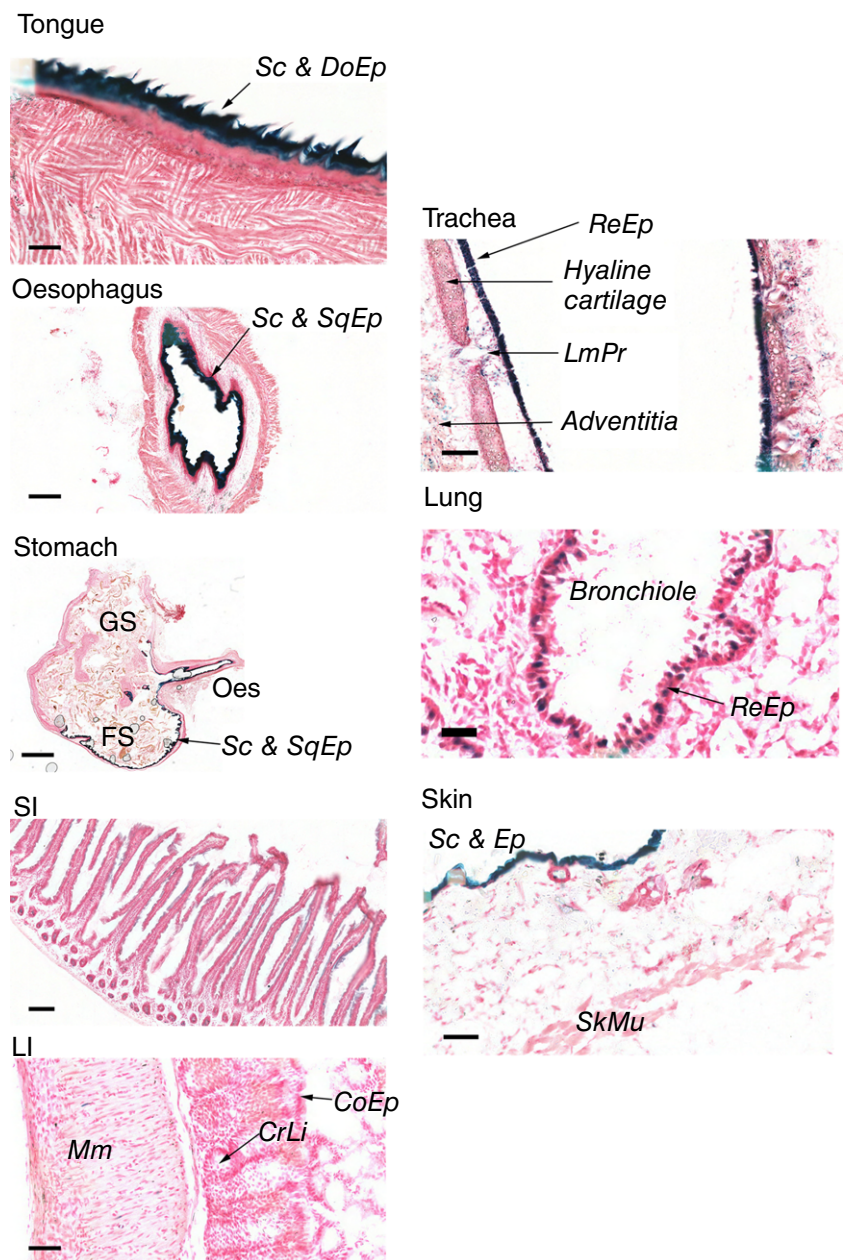 Tongue
Sc & DoEp
Oesophagus
Sc & SqEp
Stomach
GS
Oes
FS
Sc & SqEp
SI
LI
CoEp
CrLi
Mm
Trachea
ReEp
Hyaline
cartilage
LmPr
Adventitia
Lung
Bronchiole
ReEp
Skin
Sc & Ep
SkMu